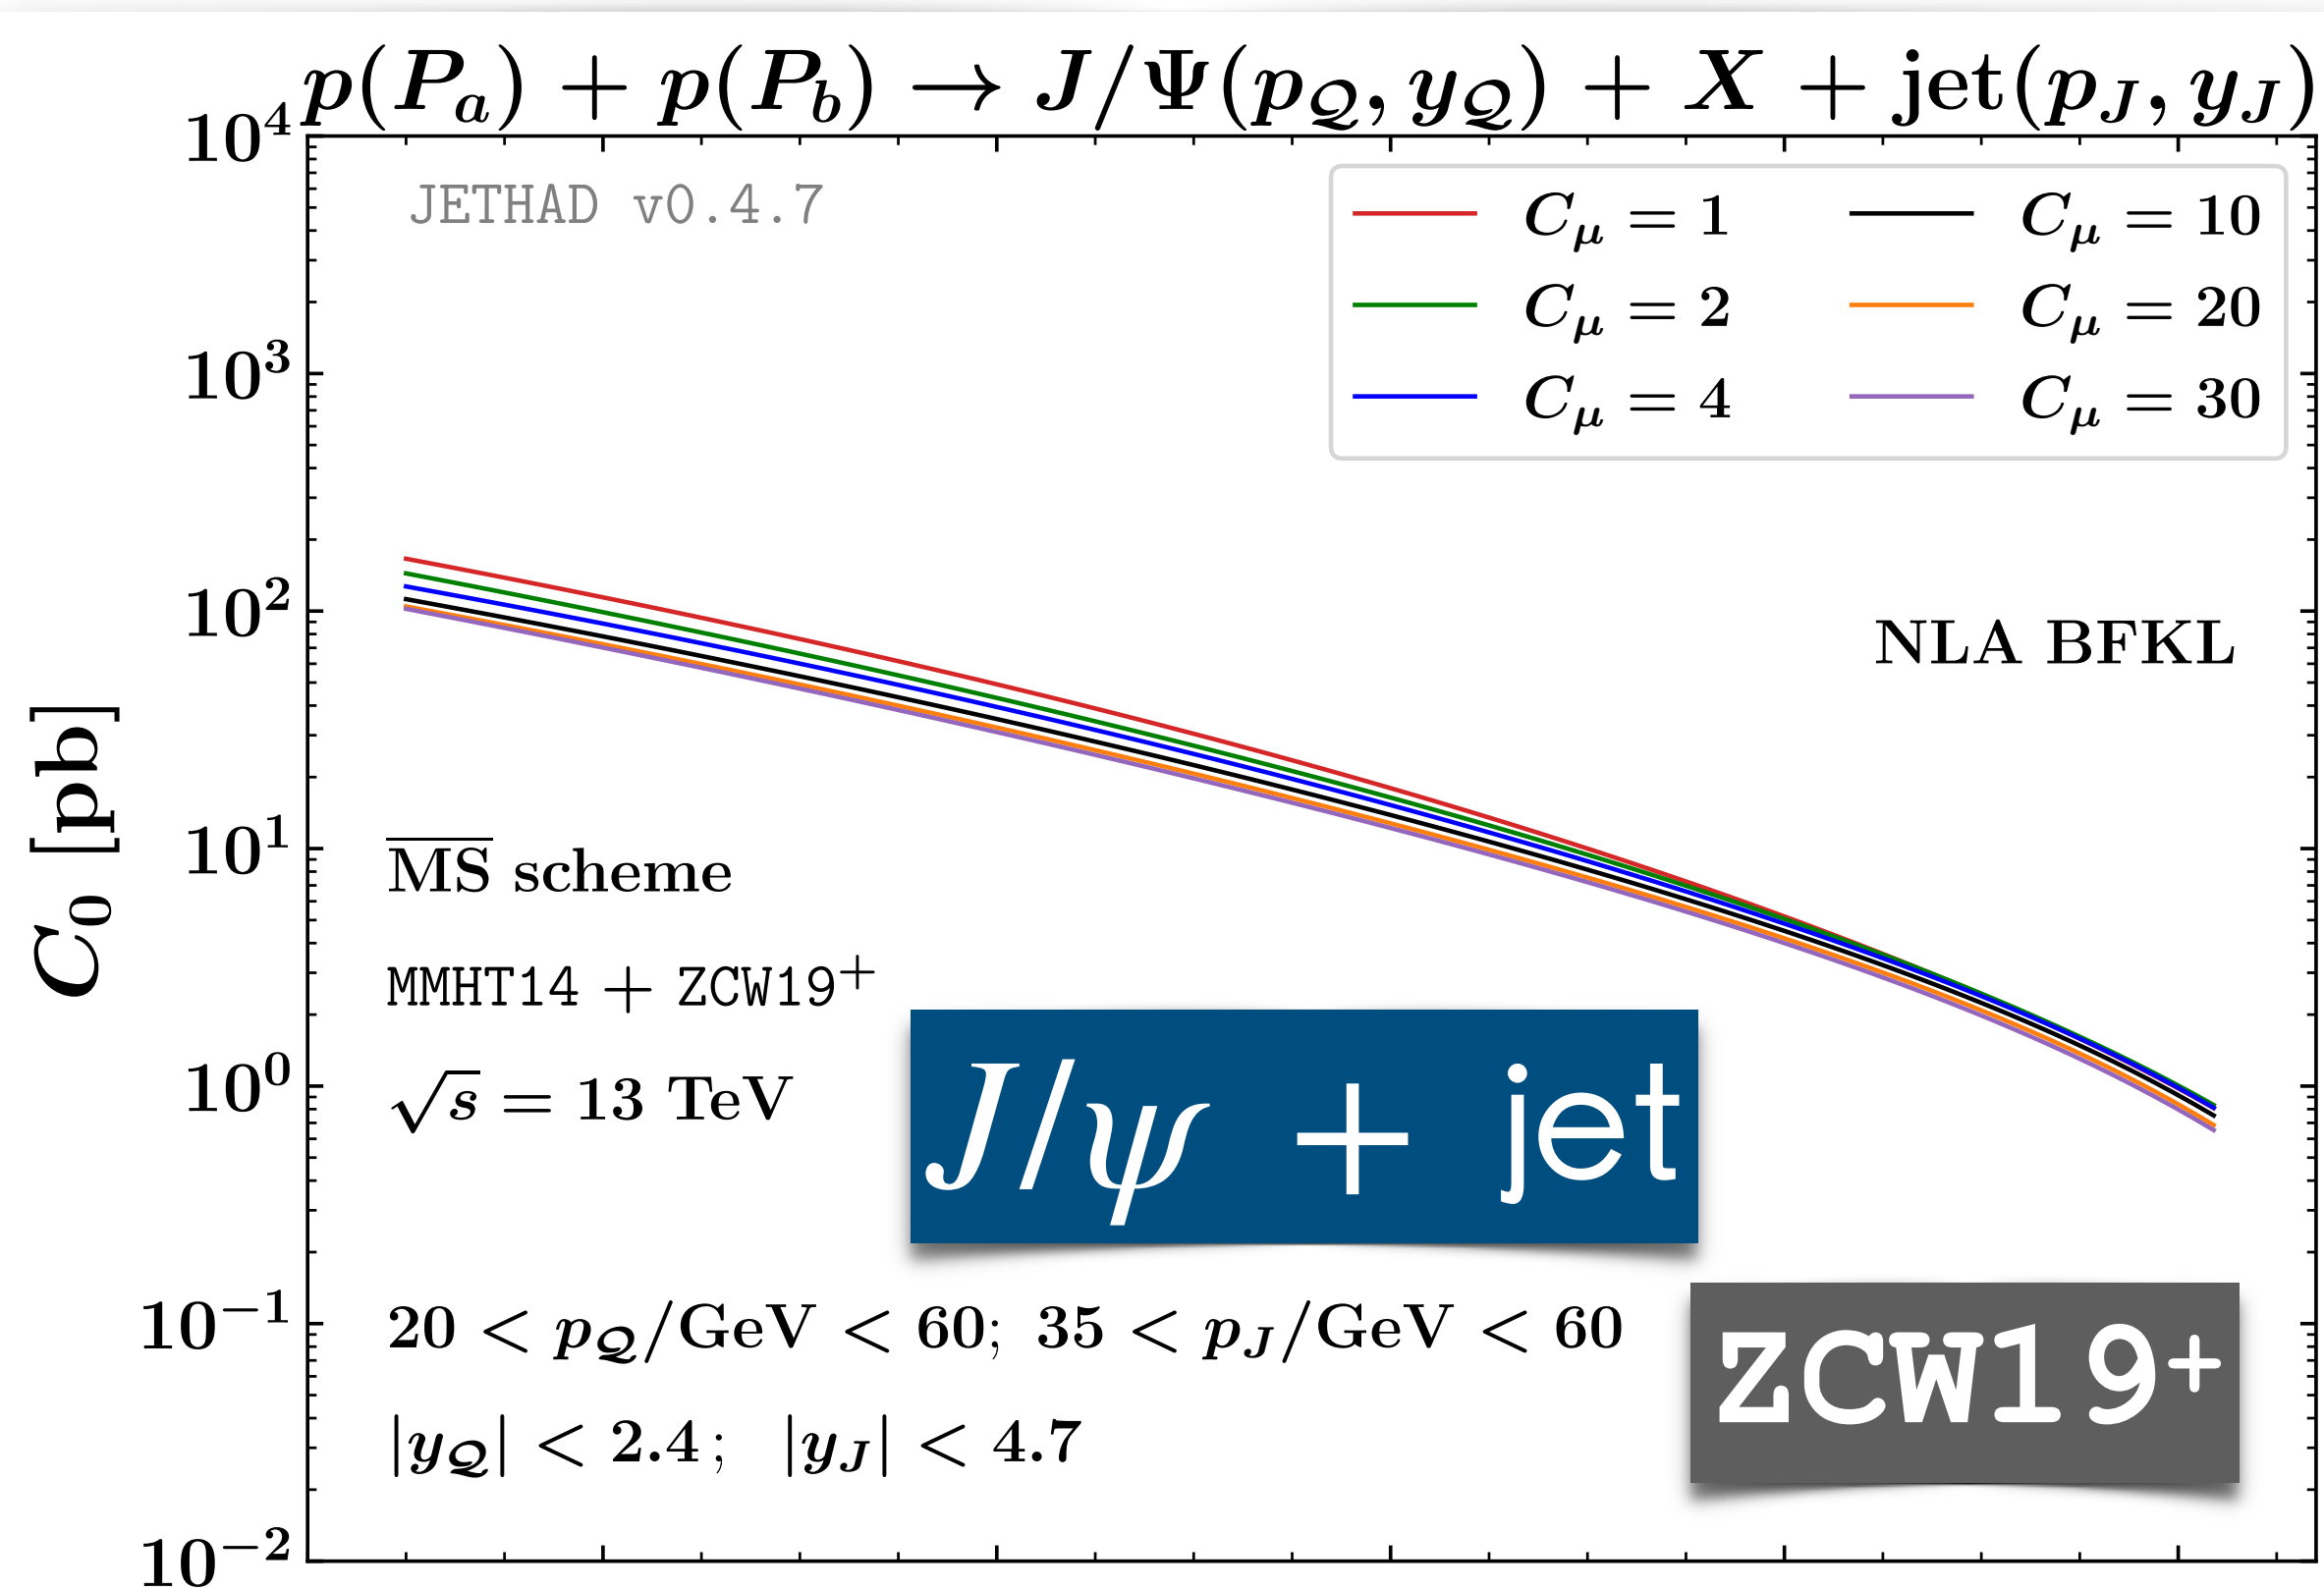 p(P_a) + p(P_b) → J/Ψ(p_𝒬, y_𝒬) + X + jet(p_J, y_J)
JETHAD v0.4.7
C_μ = 1
C_μ = 2
C_μ = 4
C_μ = 10
C_μ = 20
C_μ = 30
10^4
10^3
10^2
10^1
10^0
10^−1
10^−2
C_0 [pb]
NLA BFKL
M̅S̅ scheme
MMHT14 + ZCW19^+
√s = 13 TeV
J/ψ + jet
20 < p_𝒬/GeV < 60; 35 < p_J/GeV < 60
|y_𝒬| < 2.4 ; |y_J| < 4.7
ZCW19^+